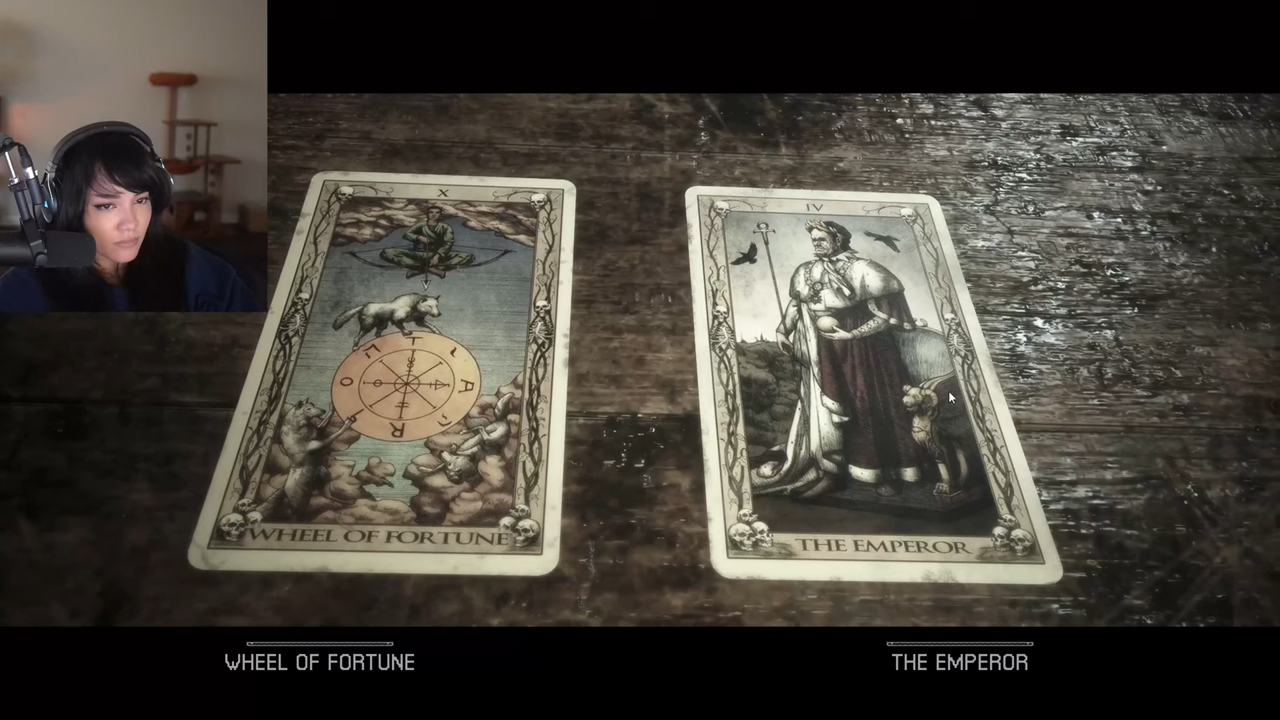 X
IV
WHEEL OF FORTUNE
THE EMPEROR
WHEEL OF FORTUNE
THE EMPEROR